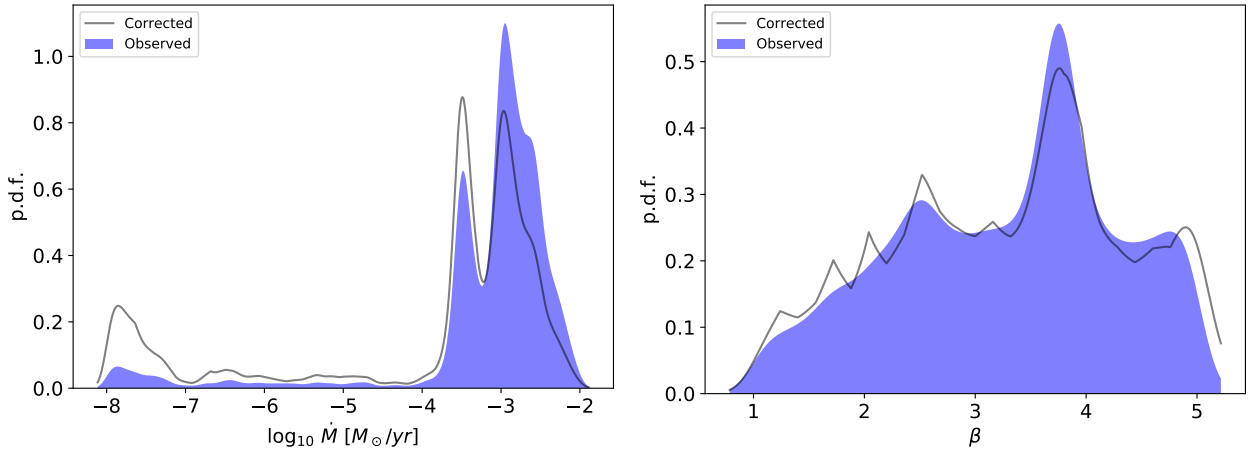 Corrected
Observed
p.d.f.
1.0
0.8
0.6
0.4
0.2
0.0
−8 −7 −6 −5 −4 −3 −2
log₁₀ Ṁ [M⊙/yr]
Corrected
Observed
p.d.f.
0.5
0.4
0.3
0.2
0.1
0.0
1 2 3 4 5
β